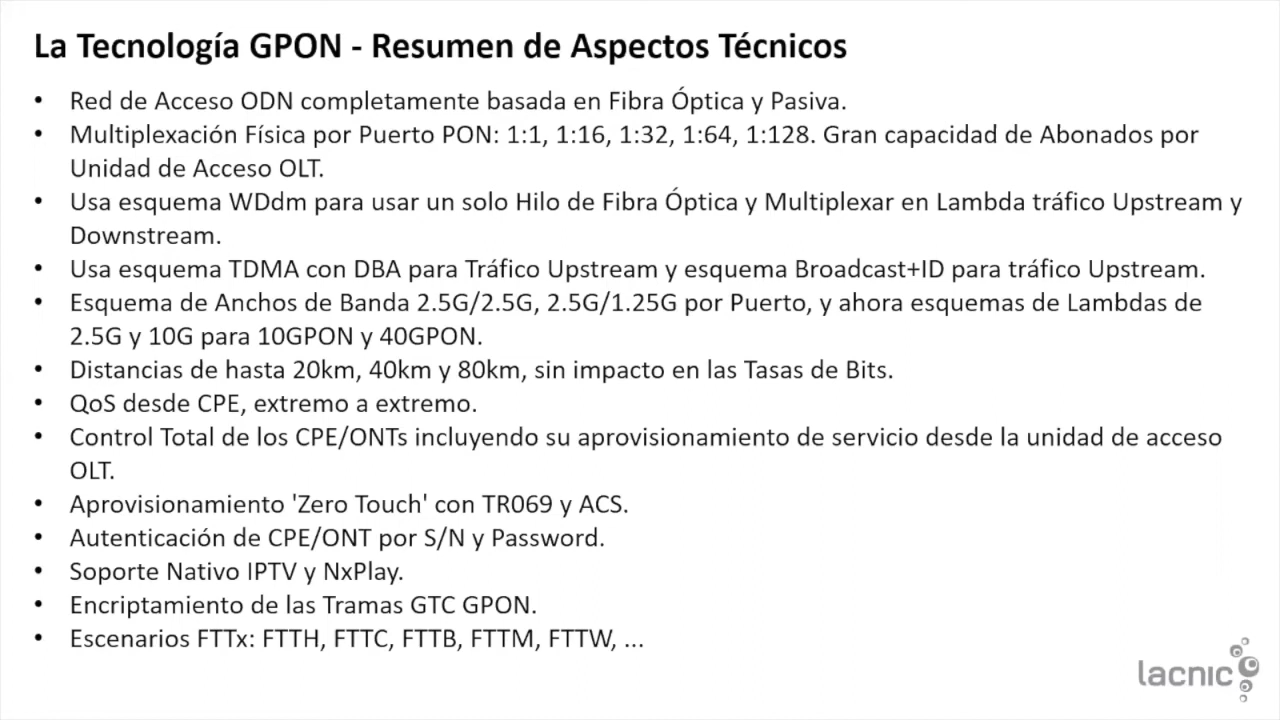 La Tecnología GPON - Resumen de Aspectos Técnicos
• Red de Acceso ODN completamente basada en Fibra Óptica y Pasiva.
• Multiplexación Física por Puerto PON: 1:1, 1:16, 1:32, 1:64, 1:128. Gran capacidad de Abonados por
Unidad de Acceso OLT.
• Usa esquema WDdm para usar un solo Hilo de Fibra Óptica y Multiplexar en Lambda tráfico Upstream y
Downstream.
• Usa esquema TDMA con DBA para Tráfico Upstream y esquema Broadcast+ID para tráfico Upstream.
• Esquema de Anchos de Banda 2.5G/2.5G, 2.5G/1.25G por Puerto, y ahora esquemas de Lambdas de
2.5G y 10G para 10GPON y 40GPON.
• Distancias de hasta 20km, 40km y 80km, sin impacto en las Tasas de Bits.
• QoS desde CPE, extremo a extremo.
• Control Total de los CPE/ONTs incluyendo su aprovisionamiento de servicio desde la unidad de acceso
OLT.
• Aprovisionamiento 'Zero Touch' con TR069 y ACS.
• Autenticación de CPE/ONT por S/N y Password.
• Soporte Nativo IPTV y NxPlay.
• Encriptamiento de las Tramas GTC GPON.
• Escenarios FTTx: FTTH, FTTC, FTTB, FTTM, FTTW, ...
lacnic